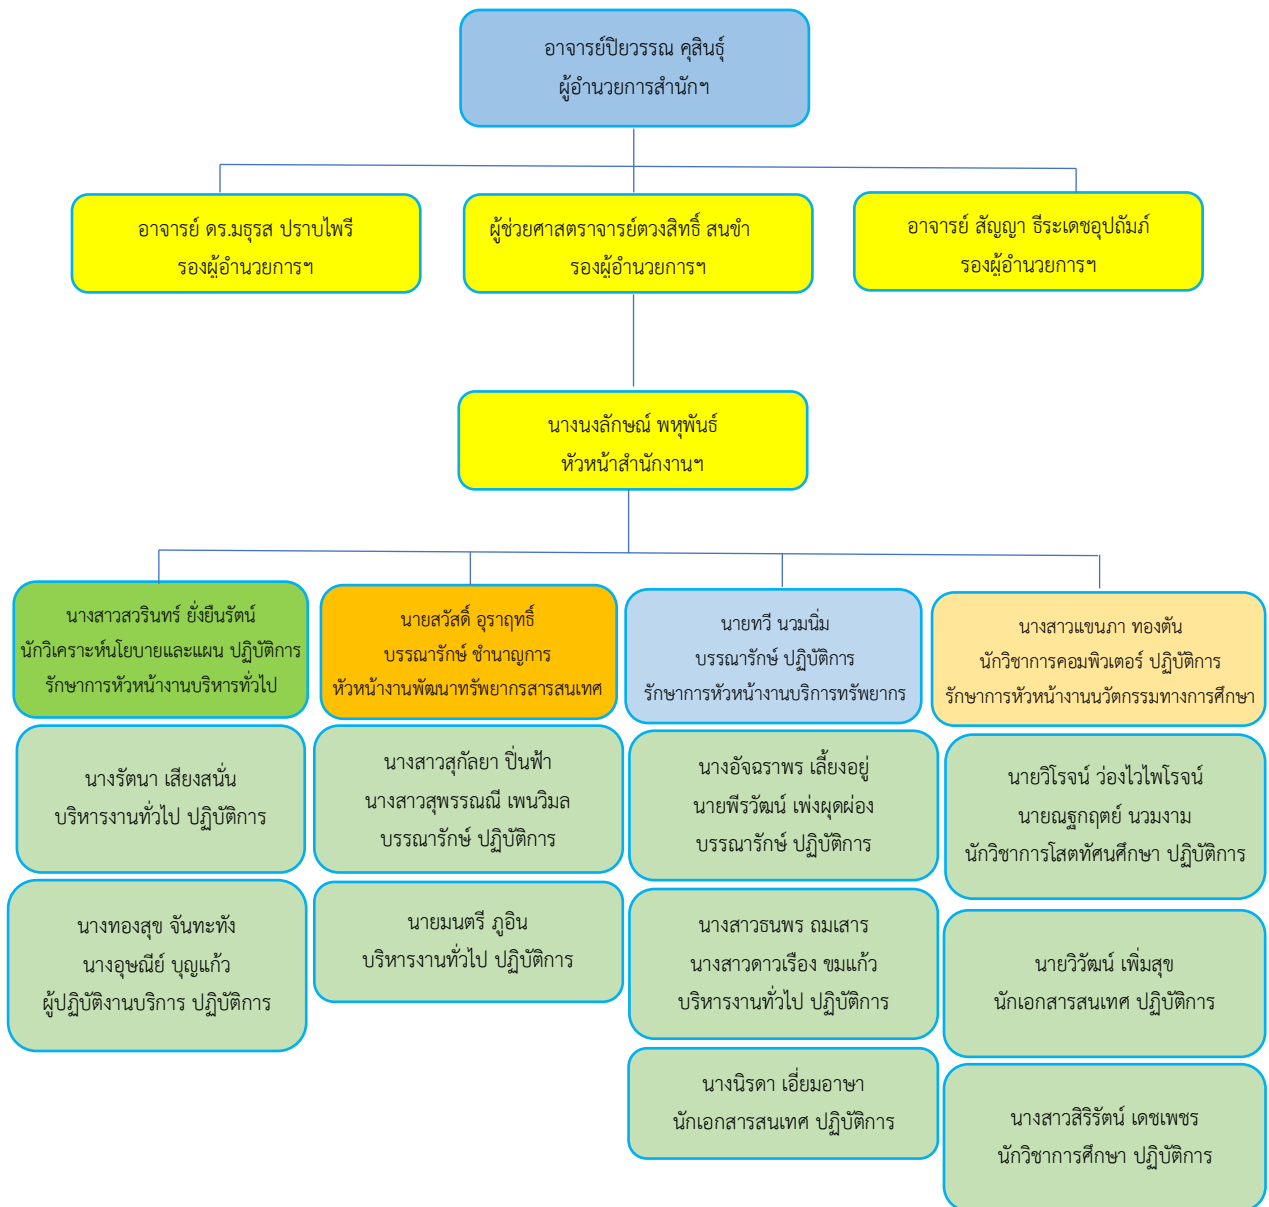 อาจารย์ปิยวรรณ คุสินธุ์
ผู้อำนวยการสำนักฯ
อาจารย์ ดร.มธุรส ปราบไพรี
รองผู้อำนวยการฯ
ผู้ช่วยศาสตราจารย์ตวงสิทธิ์ สนขำ
รองผู้อำนวยการฯ
อาจารย์ สัญญา ธีระเดชอุปถัมภ์
รองผู้อำนวยการฯ
นางนงลักษณ์ พหุพันธ์
หัวหน้าสำนักงานฯ
นางสาวสวรินทร์ ยั่งยืนรัตน์
นักวิเคราะห์นโยบายและแผน ปฏิบัติการ
รักษาการหัวหน้างานบริหารทั่วไป
นางรัตนา เสียงสนั่น
บริหารงานทั่วไป ปฏิบัติการ
นางทองสุข จันทะทัง
นางอุษณีย์ บุญแก้ว
ผู้ปฏิบัติงานบริการ ปฏิบัติการ
นายสวัสดิ์ อุราฤทธิ์
บรรณารักษ์ ชำนาญการ
หัวหน้างานพัฒนาทรัพยากรสารสนเทศ
นางสาวสุกัลยา ปิ่นฟ้า
นางสาวสุพรรณณี เพนวิมล
บรรณารักษ์ ปฏิบัติการ
นายมนตรี ภูอิน
บริหารงานทั่วไป ปฏิบัติการ
นายทวี นวมนิ่ม
บรรณารักษ์ ปฏิบัติการ
รักษาการหัวหน้างานบริการทรัพยากร
นางอัจฉราพร เลี้ยงอยู่
นายพีรวัฒน์ เพ่งผุดผ่อง
บรรณารักษ์ ปฏิบัติการ
นางสาวธนพร ถมเสาร
นางสาวดาวเรือง ขมแก้ว
บริหารงานทั่วไป ปฏิบัติการ
นางนิรดา เอี่ยมอาษา
นักเอกสารสนเทศ ปฏิบัติการ
นางสาวแขนภา ทองตัน
นักวิชาการคอมพิวเตอร์ ปฏิบัติการ
รักษาการหัวหน้างานนวัตกรรมทางการศึกษา
นายวิโรจน์ ว่องไวไพโรจน์
นายณฐกฤตย์ นวมงาม
นักวิชาการโสตทัศนศึกษา ปฏิบัติการ
นายวิวัฒน์ เพิ่มสุข
นักเอกสารสนเทศ ปฏิบัติการ
นางสาวสิริรัตน์ เดชเพชร
นักวิชาการศึกษา ปฏิบัติการ